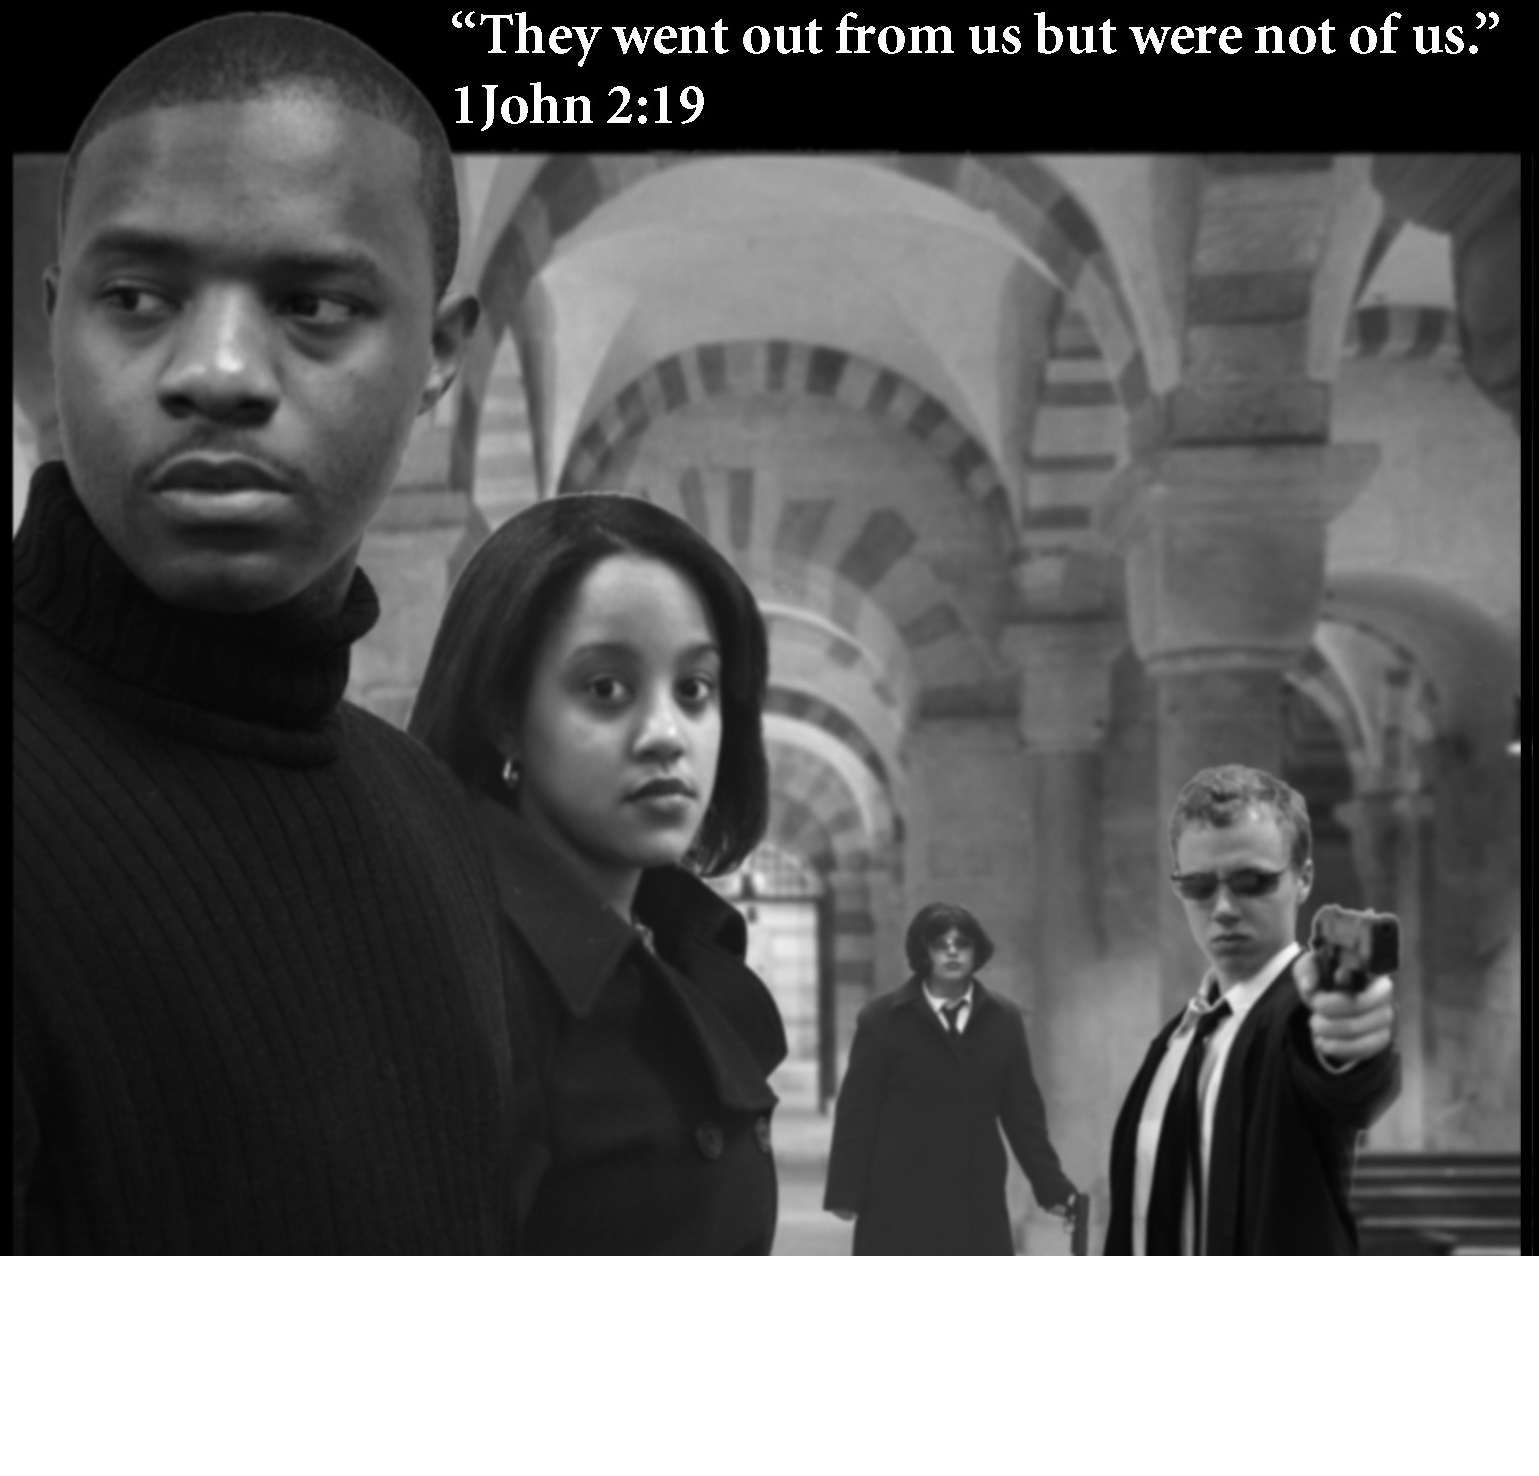 “They went out from us but were not of us.”
1John 2:19